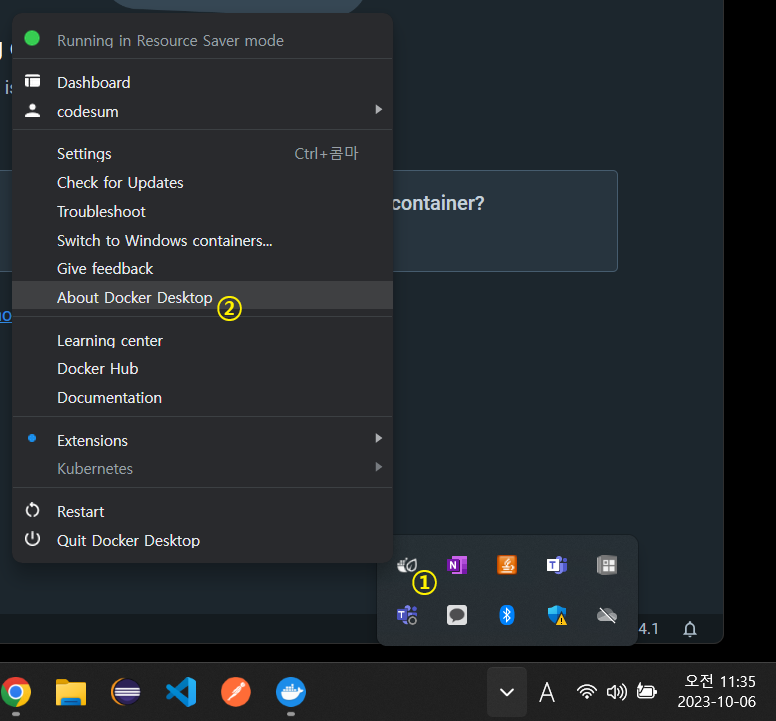 Running in Resource Saver mode
Dashboard
codesum
Settings Ctrl+콤마
Check for Updates
Troubleshoot
Switch to Windows containers...
Give feedback
About Docker Desktop
②
Learning center
Docker Hub
Documentation
Extensions
Kubernetes
Restart
Quit Docker Desktop
container?
is
①
4.1
A
오전 11:35
2023-10-06